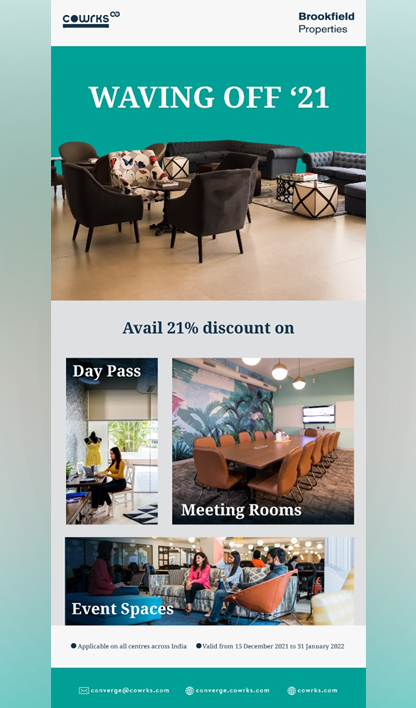 COWRKS
Brookfield
Properties
WAVING OFF ‘21
Avail 21% discount on
Day Pass
Meeting Rooms
Event Spaces
Applicable on all centres across India
Valid from 15 December 2021 to 31 January 2022
converge@cowrks.com
converge.cowrks.com
cowrks.com